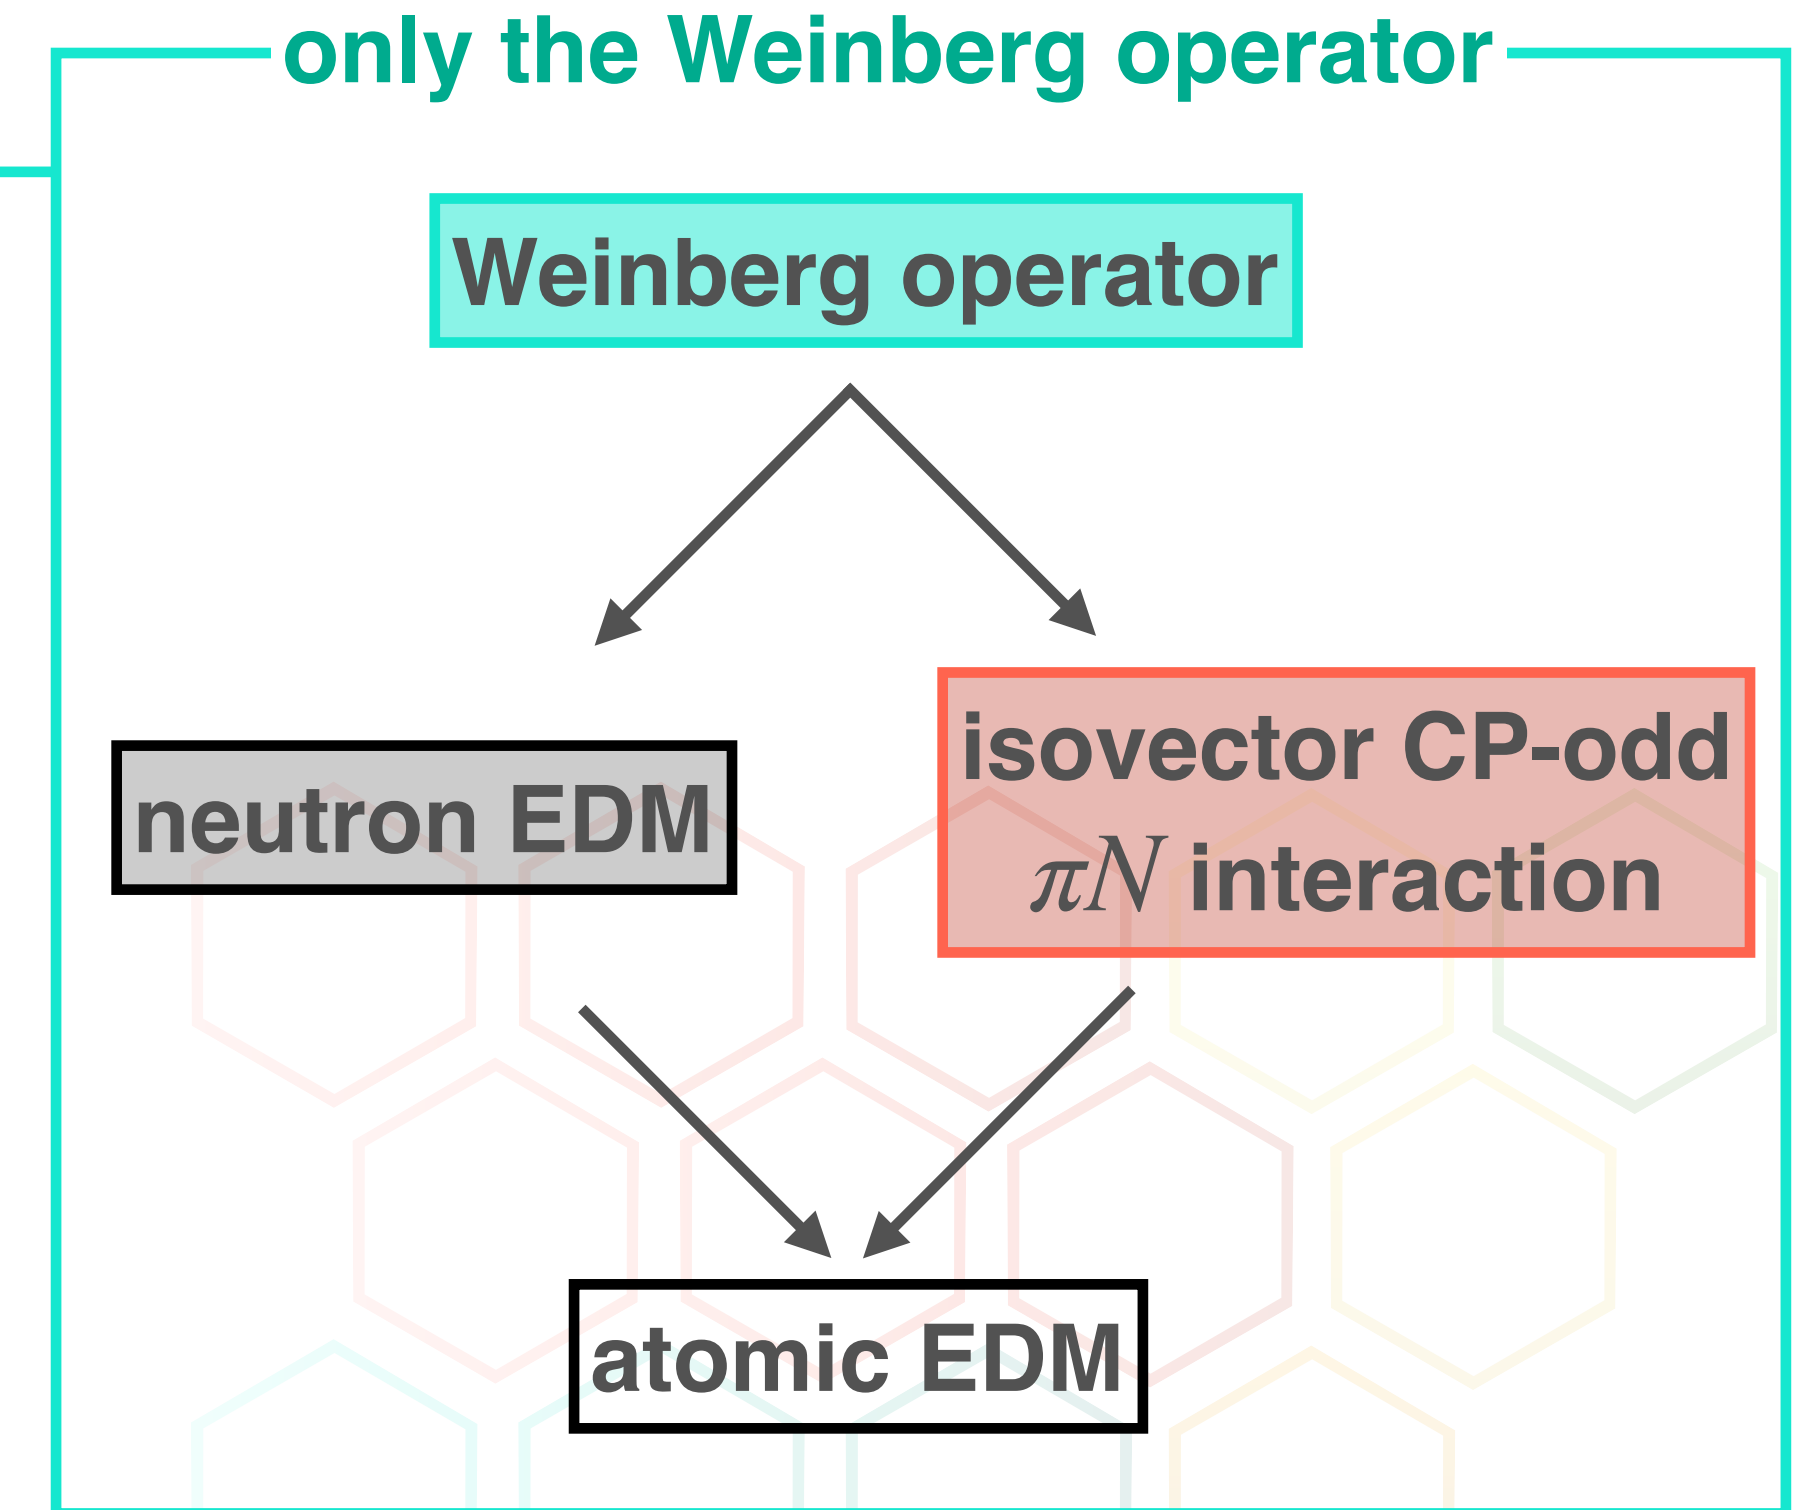 only the Weinberg operator
Weinberg operator
neutron EDM
isovector CP-odd
πN interaction
atomic EDM